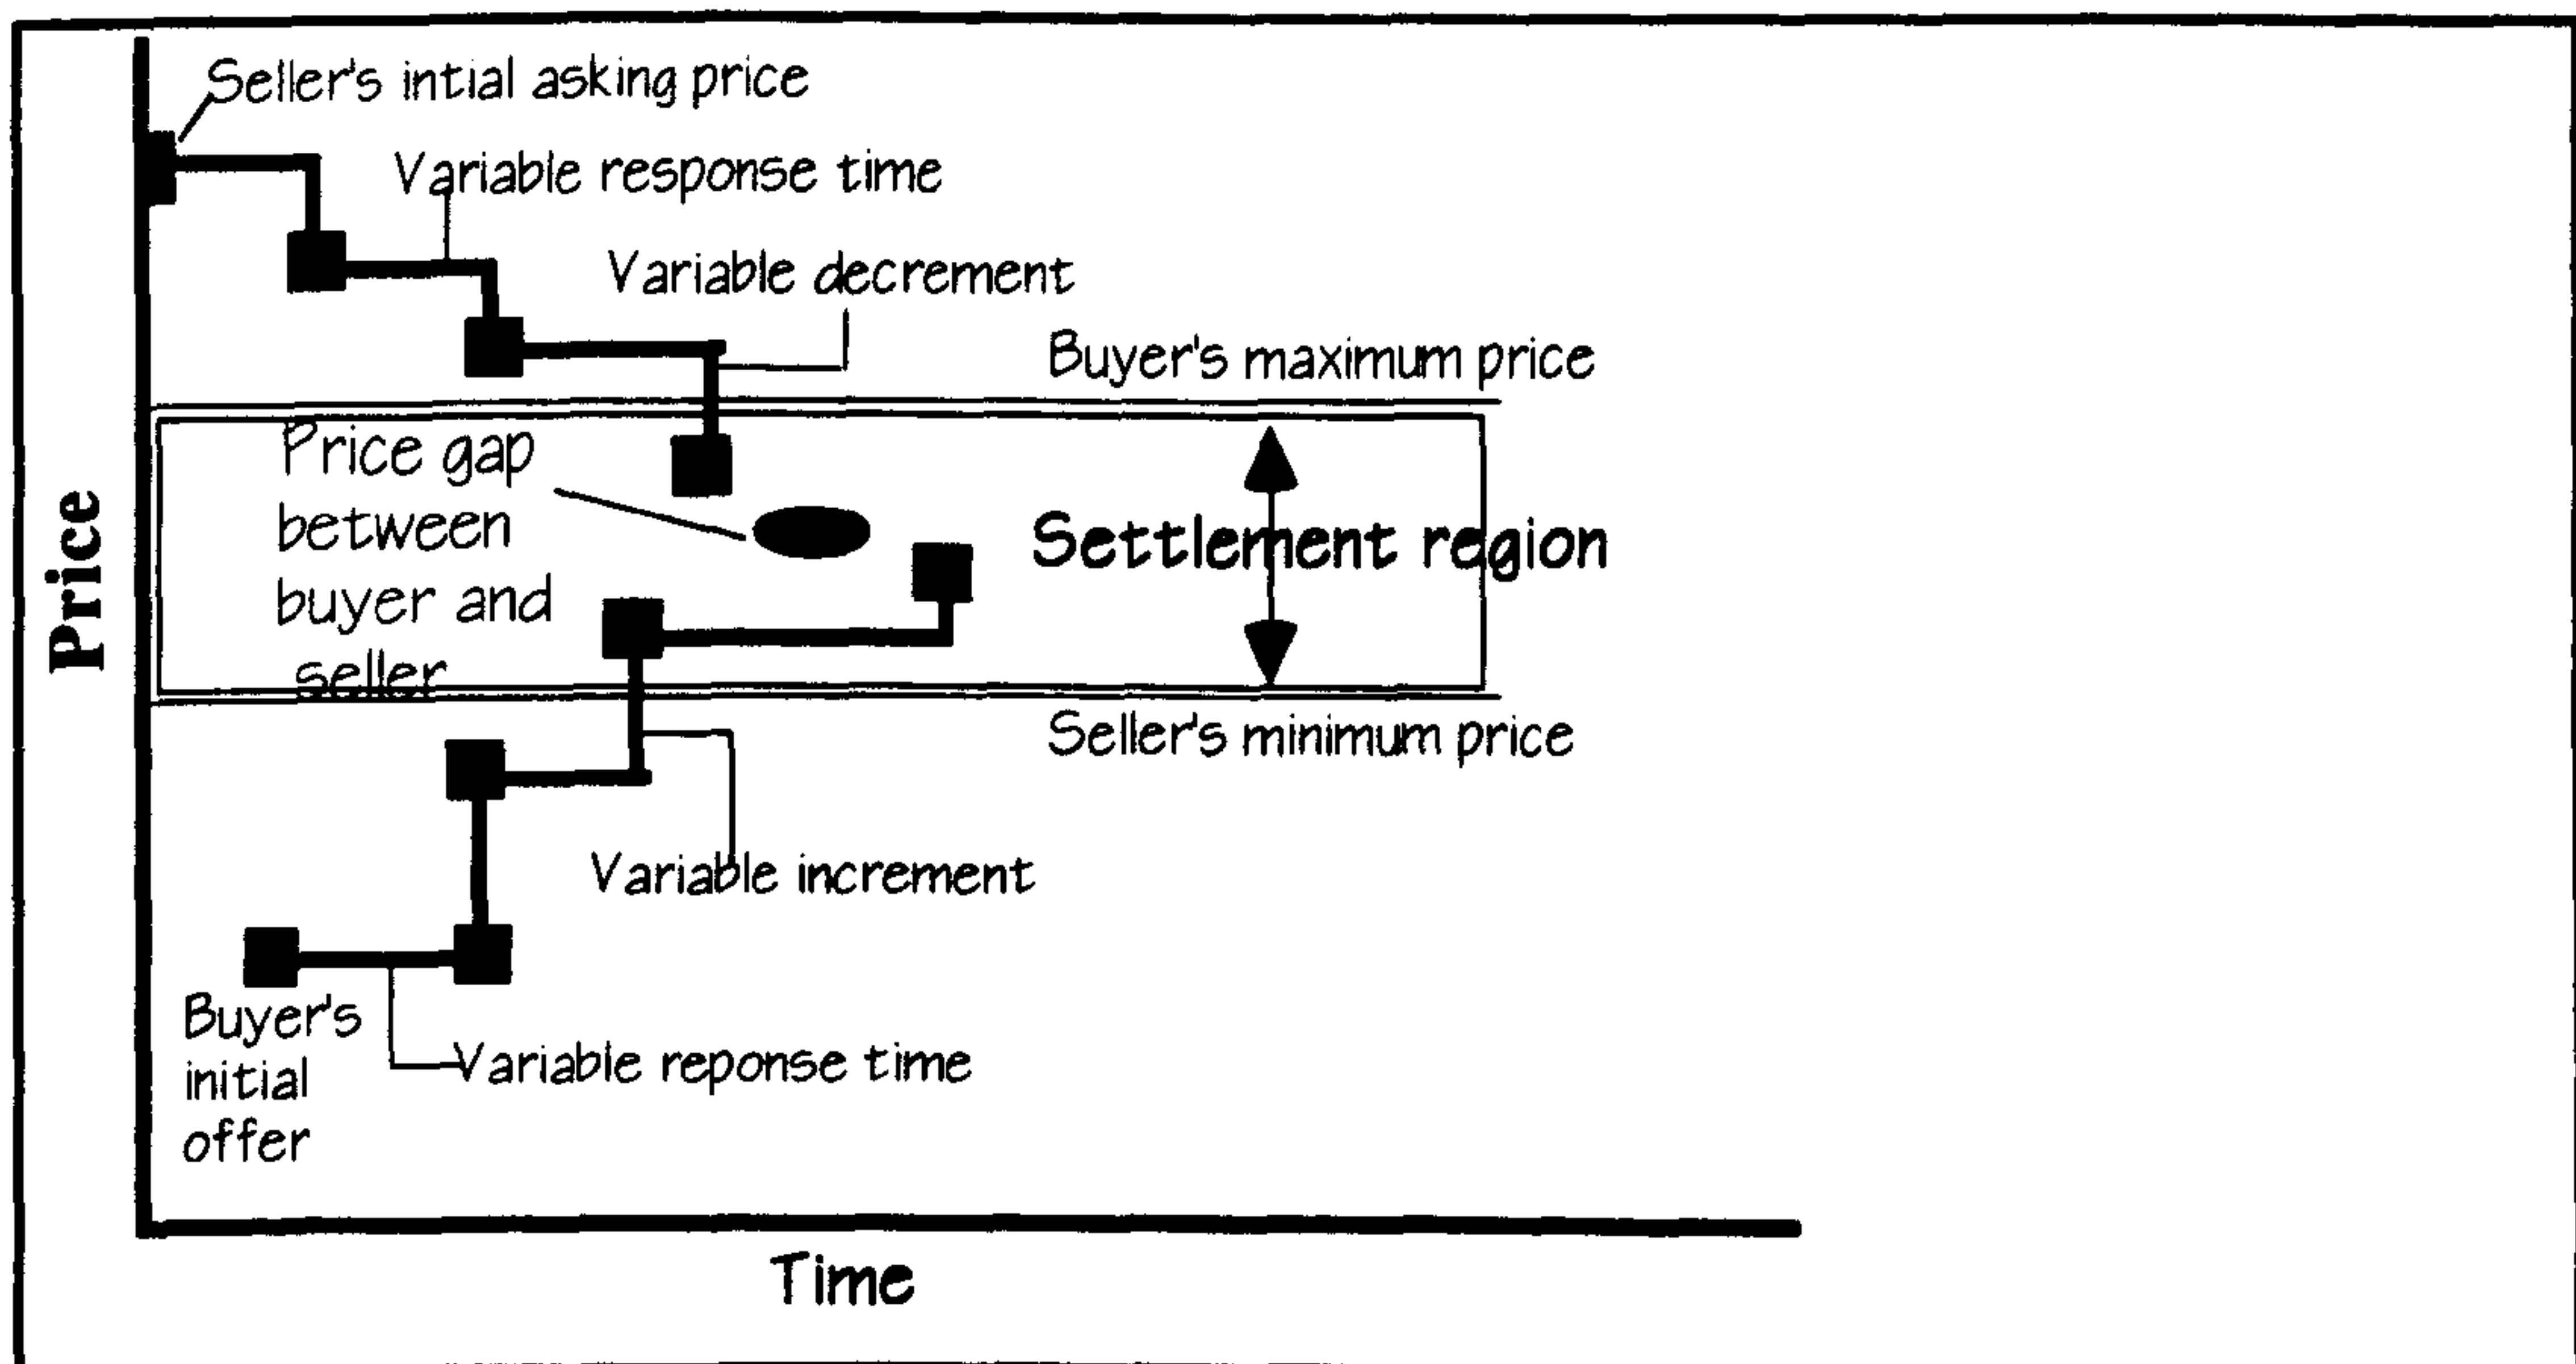 Seller's intial asking price
Variable response time
Variable decrement
Buyer's maximum price
Price gap
between
buyer and
seller
Settlement region
Price
Seller's minimum price
Variable increment
Buyer's
initial
offer
Variable reponse time
Time